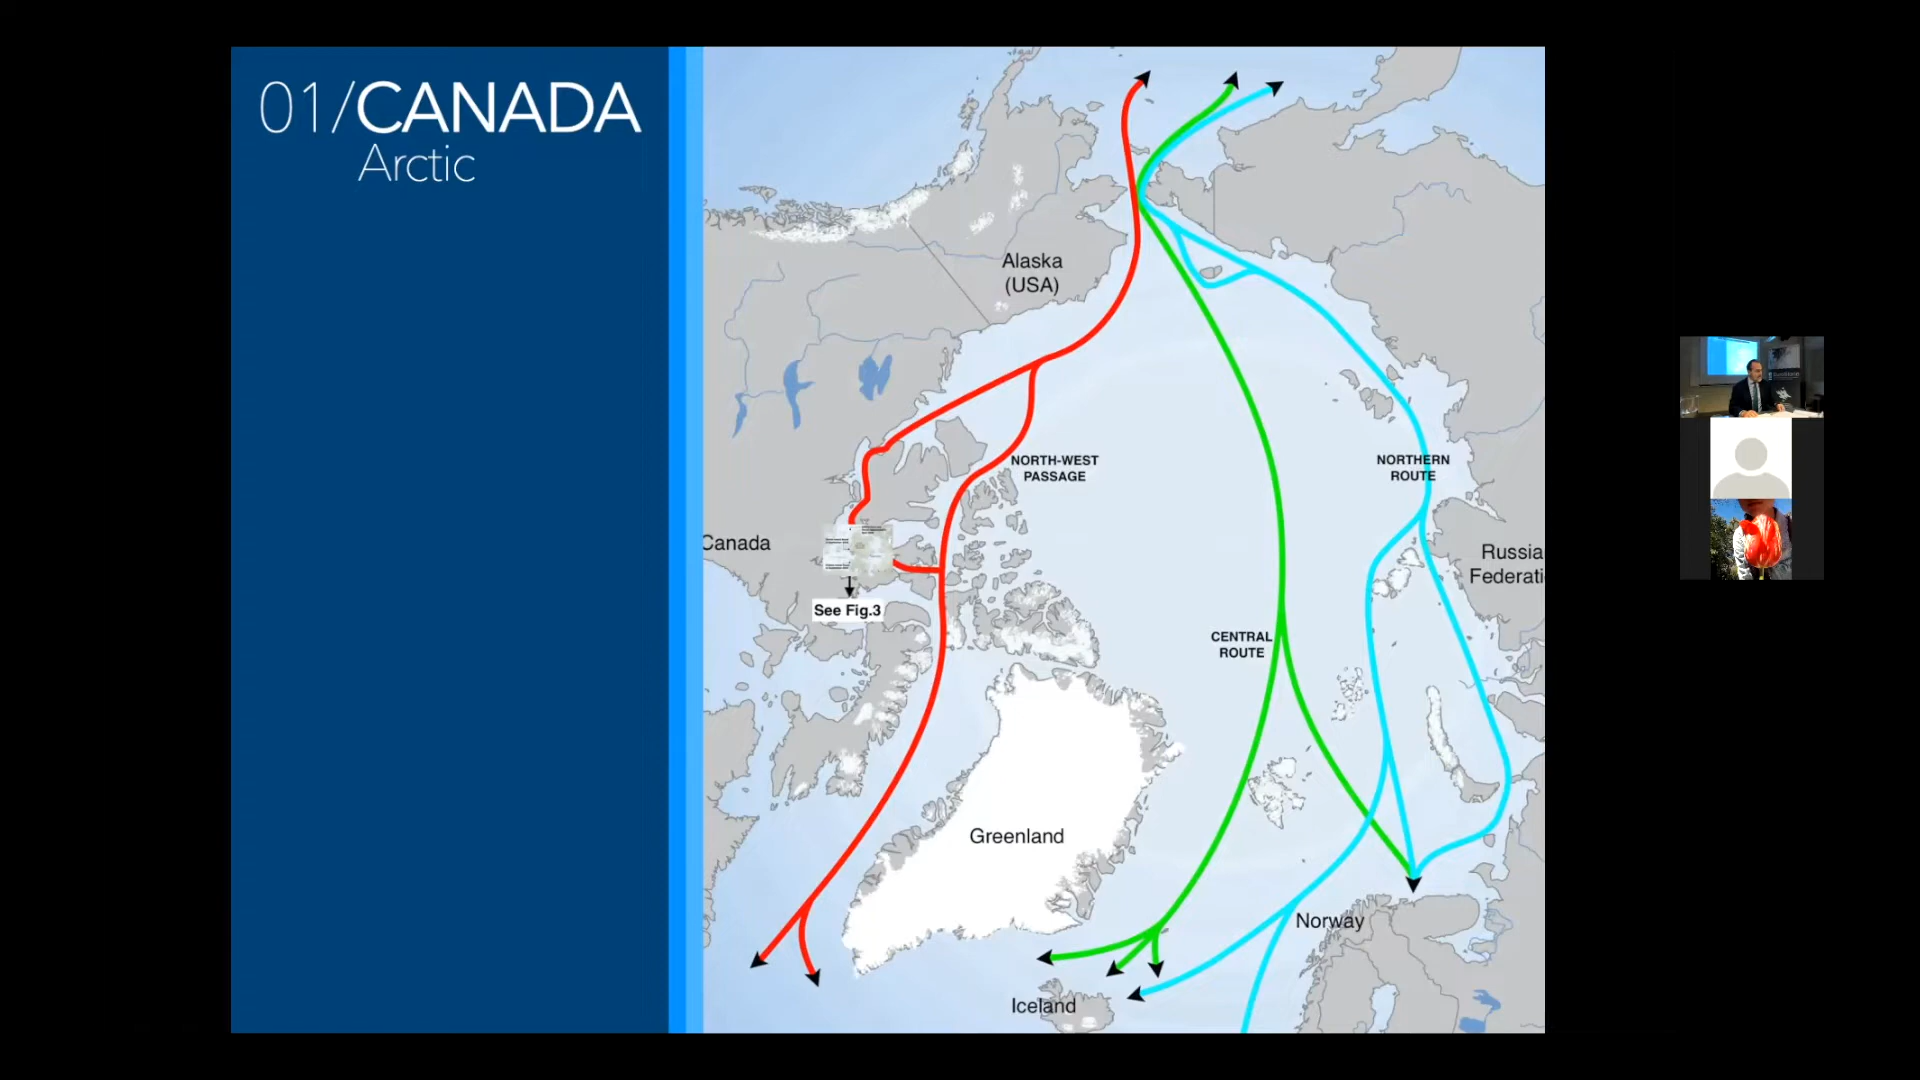 01/CANADA
Arctic
Alaska
(USA)
NORTH-WEST
PASSAGE
NORTHERN
ROUTE
Canada
Russia
Federati
See Fig.3
CENTRAL
ROUTE
Greenland
Norway
Iceland